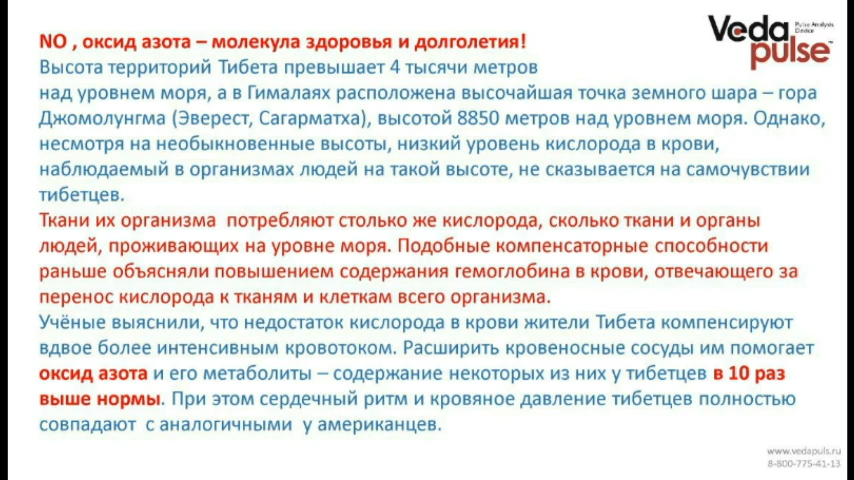 Veda pulse™
Pulse Analysis
Device
NO , оксид азота – молекула здоровья и долголетия!
Высота территорий Тибета превышает 4 тысячи метров
над уровнем моря, а в Гималаях расположена высочайшая точка земного шара – гора
Джомолунгма (Эверест, Сагарматха), высотой 8850 метров над уровнем моря. Однако,
несмотря на необыкновенные высоты, низкий уровень кислорода в крови,
наблюдаемый в организмах людей на такой высоте, не сказывается на самочувствии
тибетцев.
Ткани их организма потребляют столько же кислорода, сколько ткани и органы
людей, проживающих на уровне моря. Подобные компенсаторные способности
раньше объясняли повышением содержания гемоглобина в крови, отвечающего за
перенос кислорода к тканям и клеткам всего организма.
Учёные выяснили, что недостаток кислорода в крови жители Тибета компенсируют
вдвое более интенсивным кровотоком. Расширить кровеносные сосуды им помогает
оксид азота и его метаболиты – содержание некоторых из них у тибетцев в 10 раз
выше нормы. При этом сердечный ритм и кровяное давление тибетцев полностью
совпадают с аналогичными у американцев.
www.vedapuls.ru
8-800-775-41-13